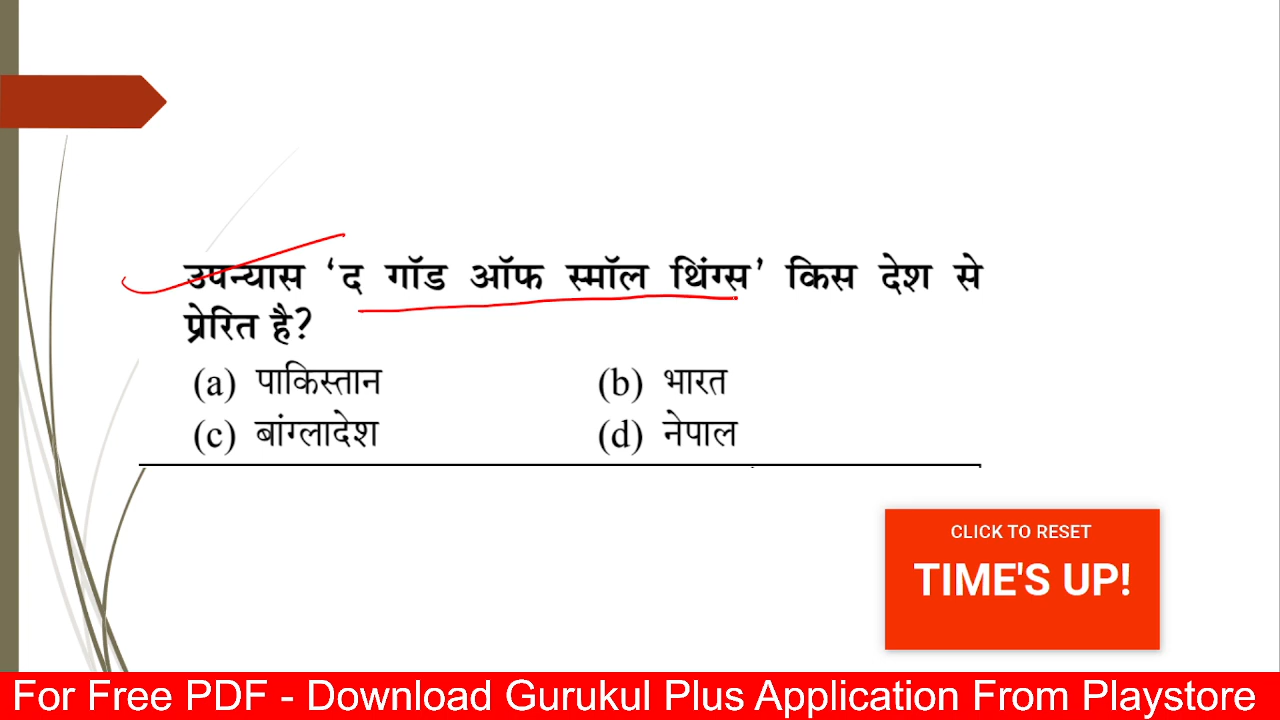 उपन्यास ‘द गॉड ऑफ स्मॉल थिंग्स’ किस देश से
प्रेरित है?
(a) पाकिस्तान (b) भारत
(c) बांग्लादेश (d) नेपाल
CLICK TO RESET
TIME'S UP!
For Free PDF - Download Gurukul Plus Application From Playstore